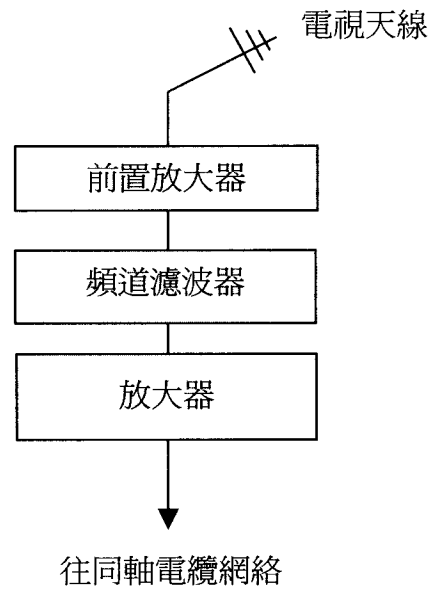 電視天線
前置放大器
頻道濾波器
放大器
往同軸電纜網絡